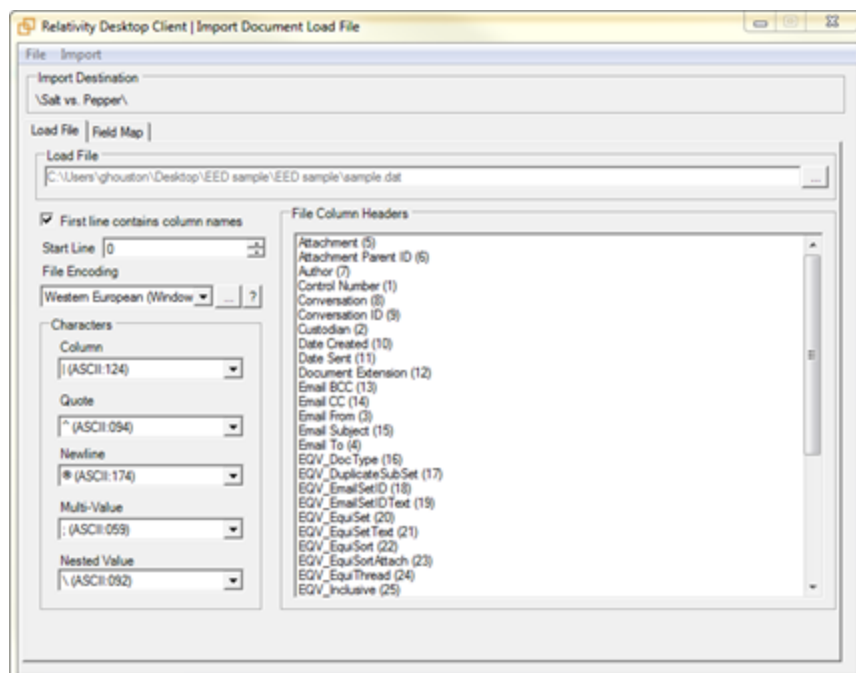 Relativity Desktop Client | Import Document Load File
File Import
Import Destination
\Salt vs. Pepper\
Load File Field Map
Load File
C:\Users\ghouston\Desktop\EED sample\EED sample\sample.dat
...
First line contains column names
Start Line 0
File Encoding
Western European (Window
... ?
Characters
Column
| (ASCII:124)
Quote
^ (ASCII:094)
Newline
® (ASCII:174)
Multi-Value
; (ASCII:059)
Nested Value
\ (ASCII:092)
File Column Headers
Attachment (5)
Attachment Parent ID (6)
Author (7)
Control Number (1)
Conversation (8)
Conversation ID (9)
Custodian (2)
Date Created (10)
Date Sent (11)
Document Extension (12)
Email BCC (13)
Email CC (14)
Email From (3)
Email Subject (15)
Email To (4)
EQV_DocType (16)
EQV_DuplicateSubSet (17)
EQV_EmailSetID (18)
EQV_EmailSetIDText (19)
EQV_EquiSet (20)
EQV_EquiSetText (21)
EQV_EquiSort (22)
EQV_EquiSortAttach (23)
EQV_EquiThread (24)
EQV_Inclusive (25)